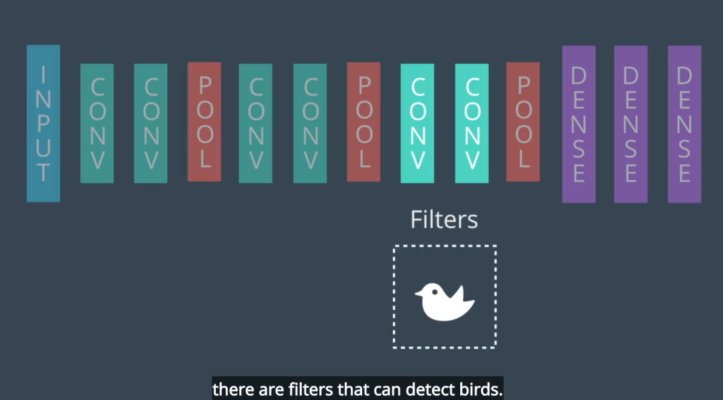 INPUT
CONV
CONV
POOL
CONV
CONV
POOL
CONV
CONV
POOL
DENSE
DENSE
DENSE
Filters
there are filters that can detect birds.